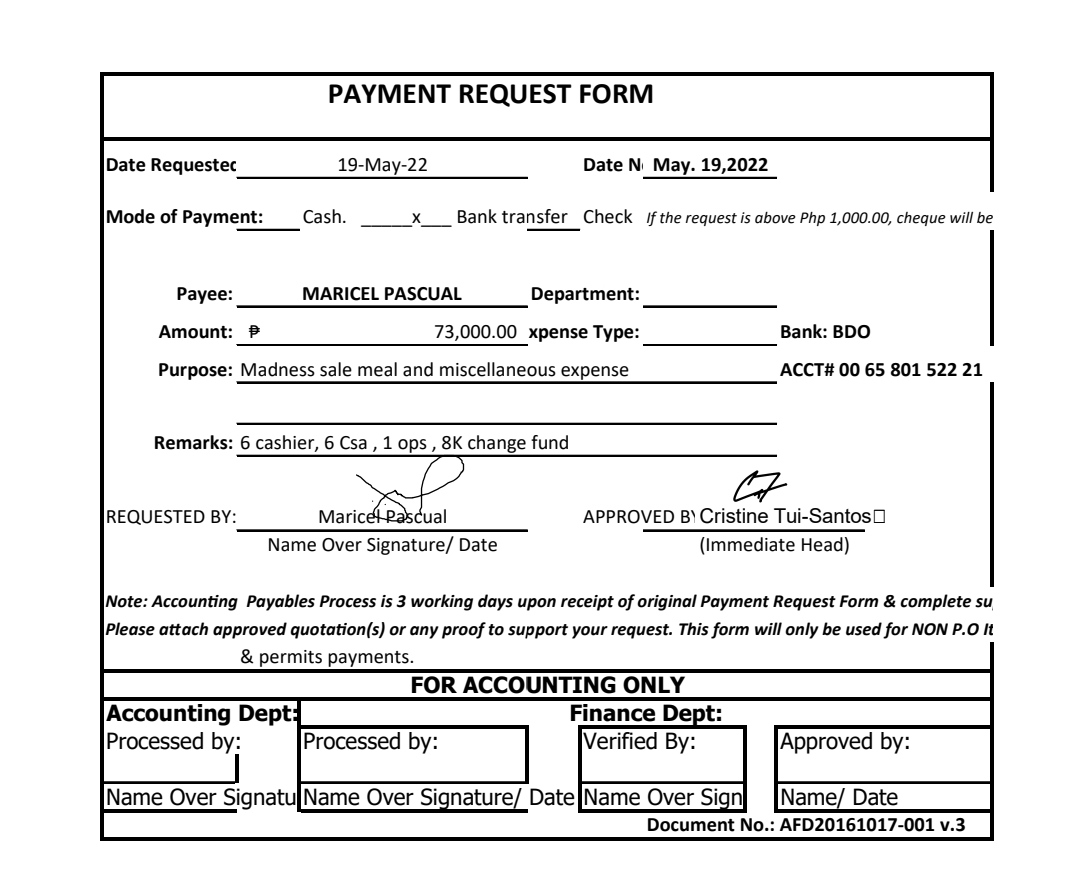 PAYMENT REQUEST FORM
Date Requested 19-May-22 Date N May. 19,2022
Mode of Payment: Cash. _____x___ Bank transfer Check If the request is above Php 1,000.00, cheque will be
Payee: MARICEL PASCUAL Department:
Amount: ₱ 73,000.00 xpense Type: Bank: BDO
Purpose: Madness sale meal and miscellaneous expense ACCT# 00 65 801 522 21
Remarks: 6 cashier, 6 Csa , 1 ops , 8K change fund
REQUESTED BY: Maricel Pascual APPROVED BY Cristine Tui-Santos□
Name Over Signature/ Date (Immediate Head)
Note: Accounting Payables Process is 3 working days upon receipt of original Payment Request Form & complete su
Please attach approved quotation(s) or any proof to support your request. This form will only be used for NON P.O It
& permits payments.
FOR ACCOUNTING ONLY
Accounting Dept: Finance Dept:
Processed by: Processed by: Verified By: Approved by:
Name Over Signatu Name Over Signature/ Date Name Over Sign Name/ Date
Document No.: AFD20161017-001 v.3